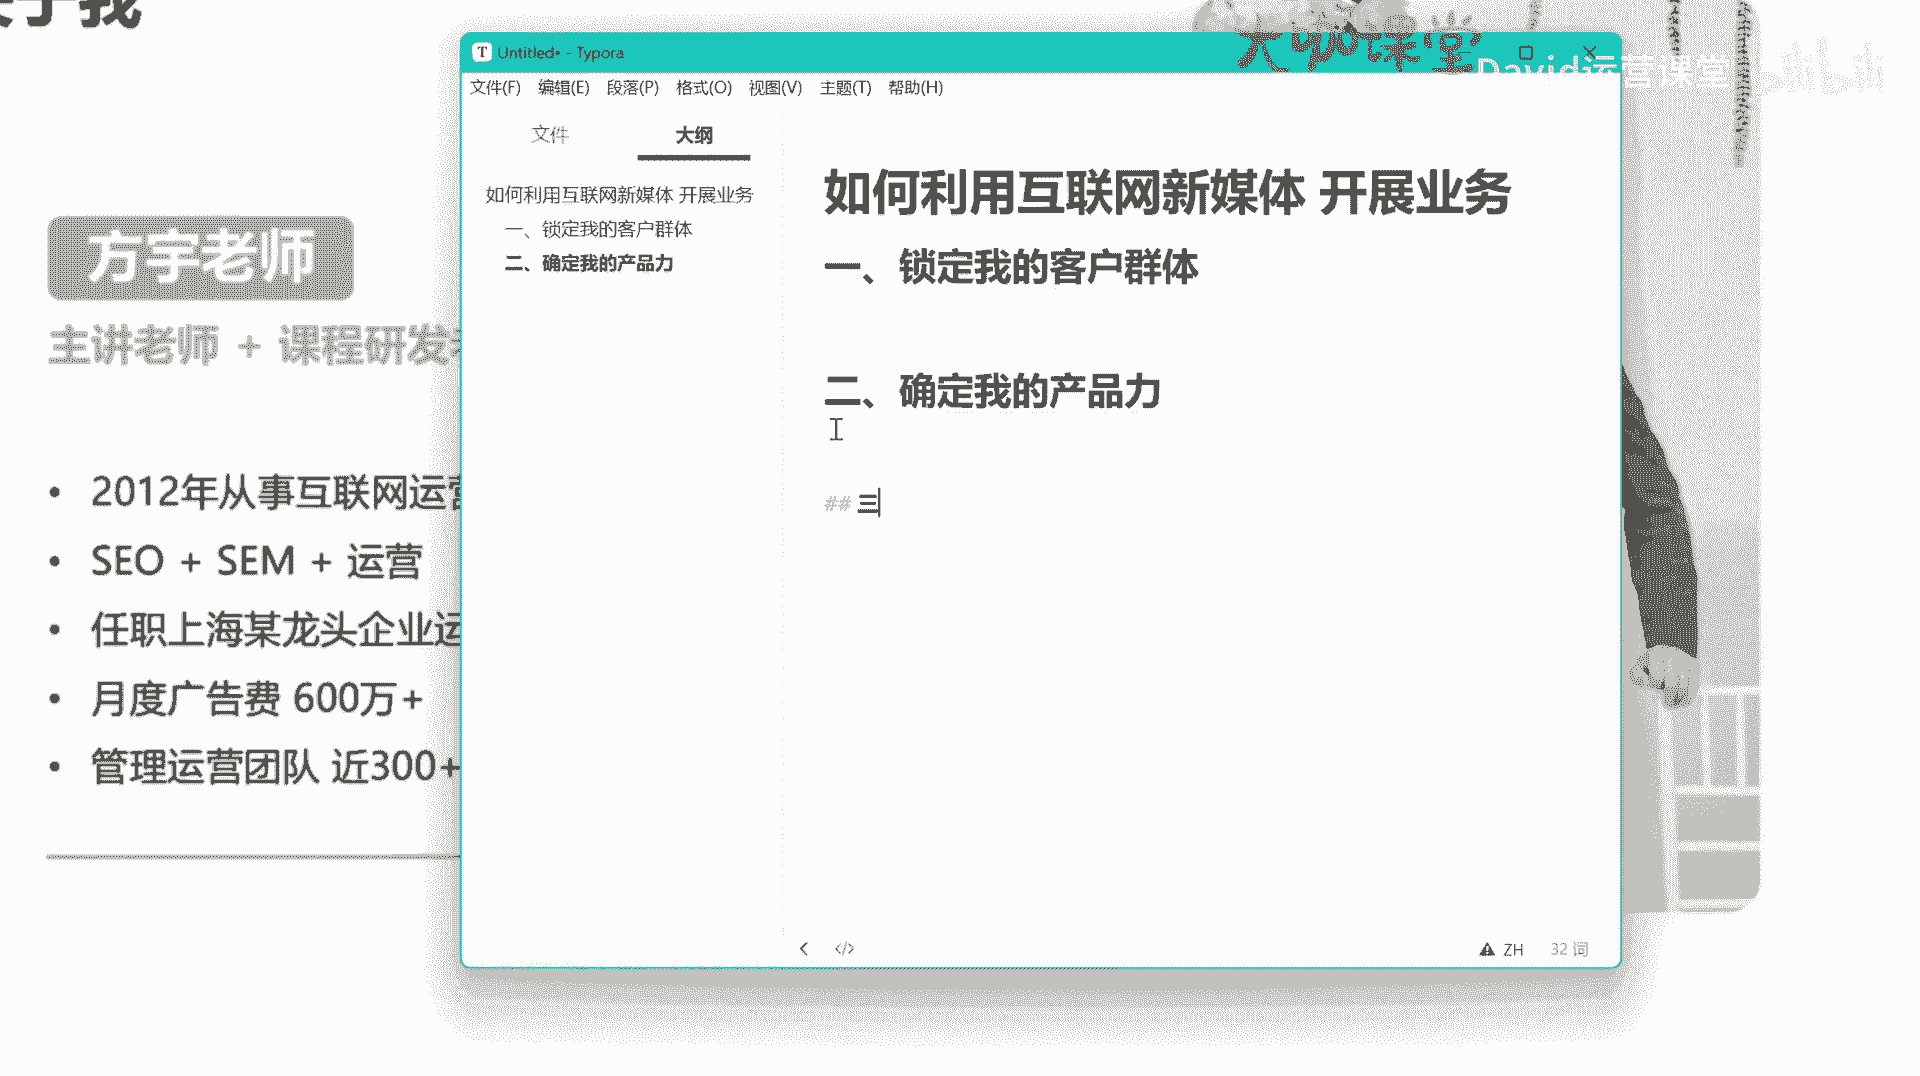 关于我
大咖课堂
David运营课堂
方宇老师
主讲老师 + 课程研发
2012年从事互联网运营
SEO + SEM + 运营
任职上海某龙头企业运
月度广告费 600万+
管理运营团队 近300+
Untitled• - Typora
文件(F) 编辑(E) 段落(P) 格式(O) 视图(V) 主题(T) 帮助(H)
文件 大纲
如何利用互联网新媒体 开展业务
一、锁定我的客户群体
二、确定我的产品力
如何利用互联网新媒体 开展业务
一、锁定我的客户群体
二、确定我的产品力
## 三
</> ZH 32 词